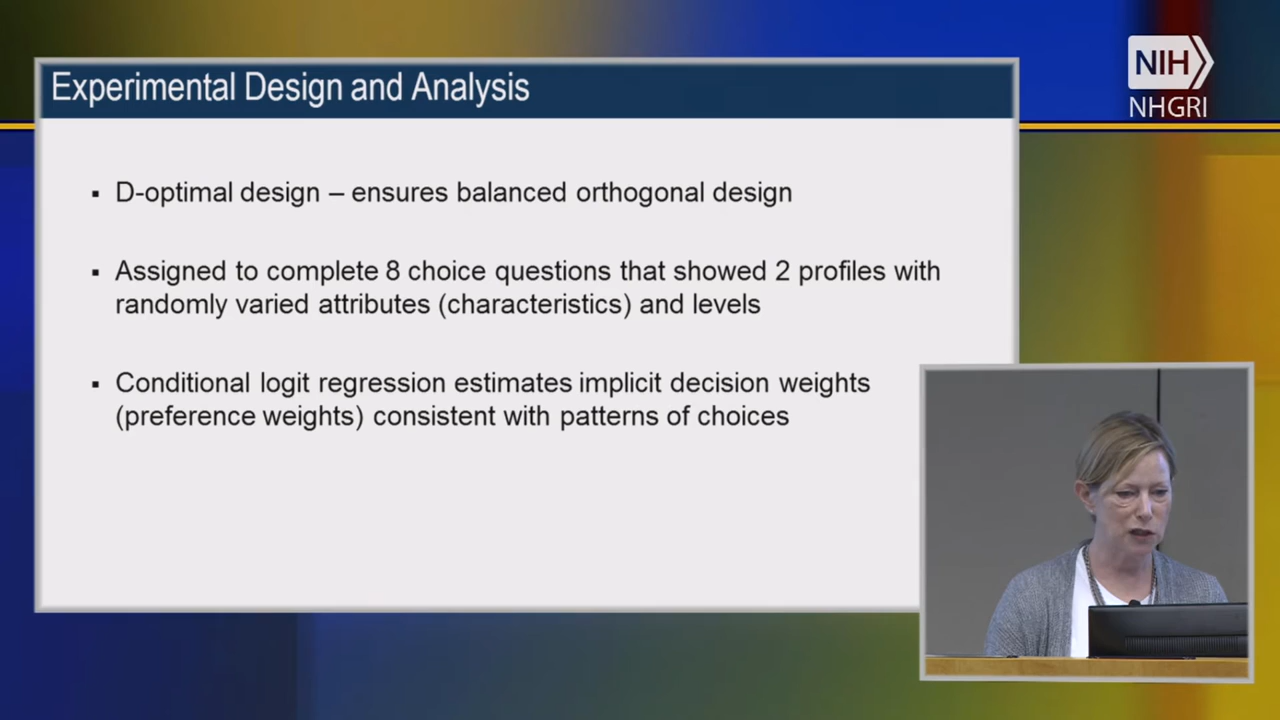 Experimental Design and Analysis
NIH
NHGRI
▪ D-optimal design – ensures balanced orthogonal design
▪ Assigned to complete 8 choice questions that showed 2 profiles with
randomly varied attributes (characteristics) and levels
▪ Conditional logit regression estimates implicit decision weights
(preference weights) consistent with patterns of choices